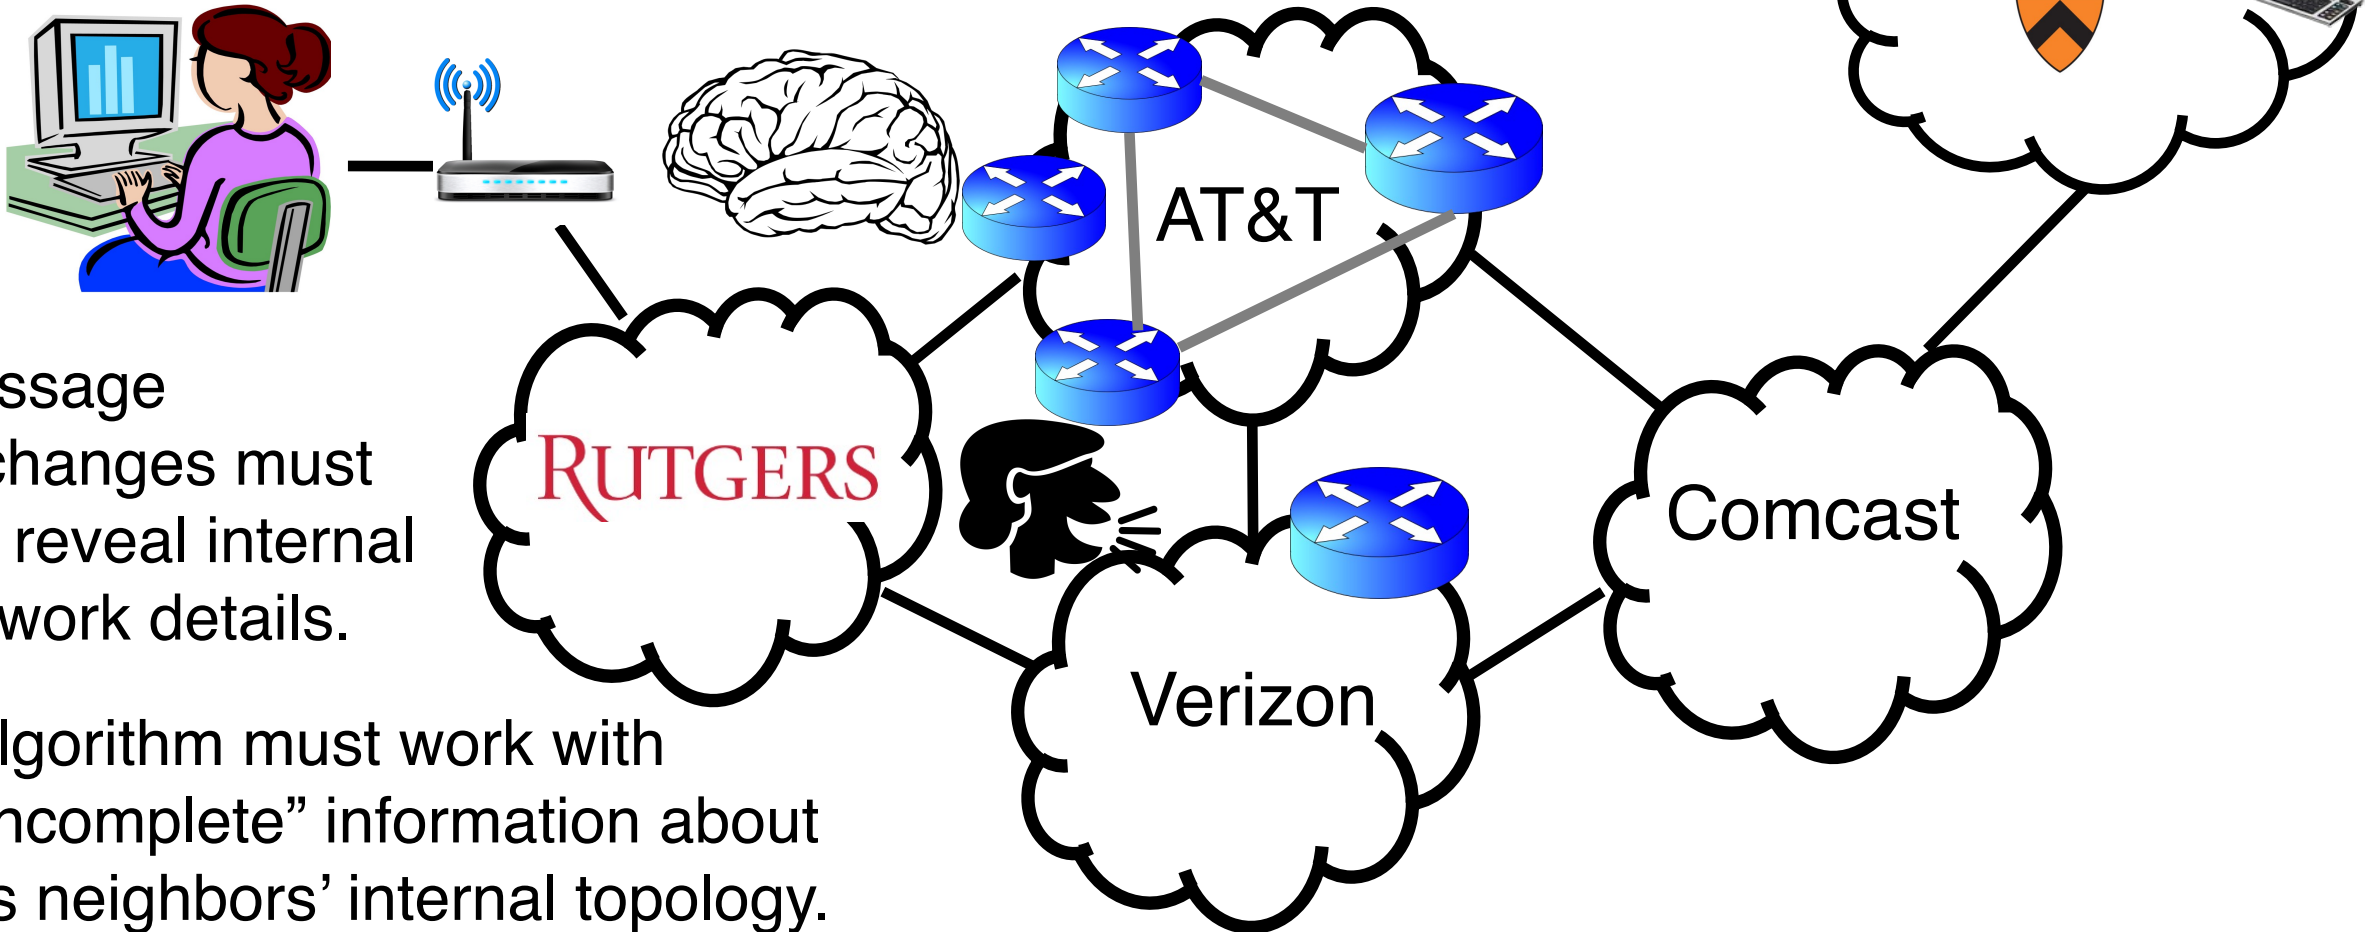 AT&T
RUTGERS
Comcast
Verizon
ssage
changes must
reveal internal
work details.
lgorithm must work with
ncomplete” information about
s neighbors’ internal topology.